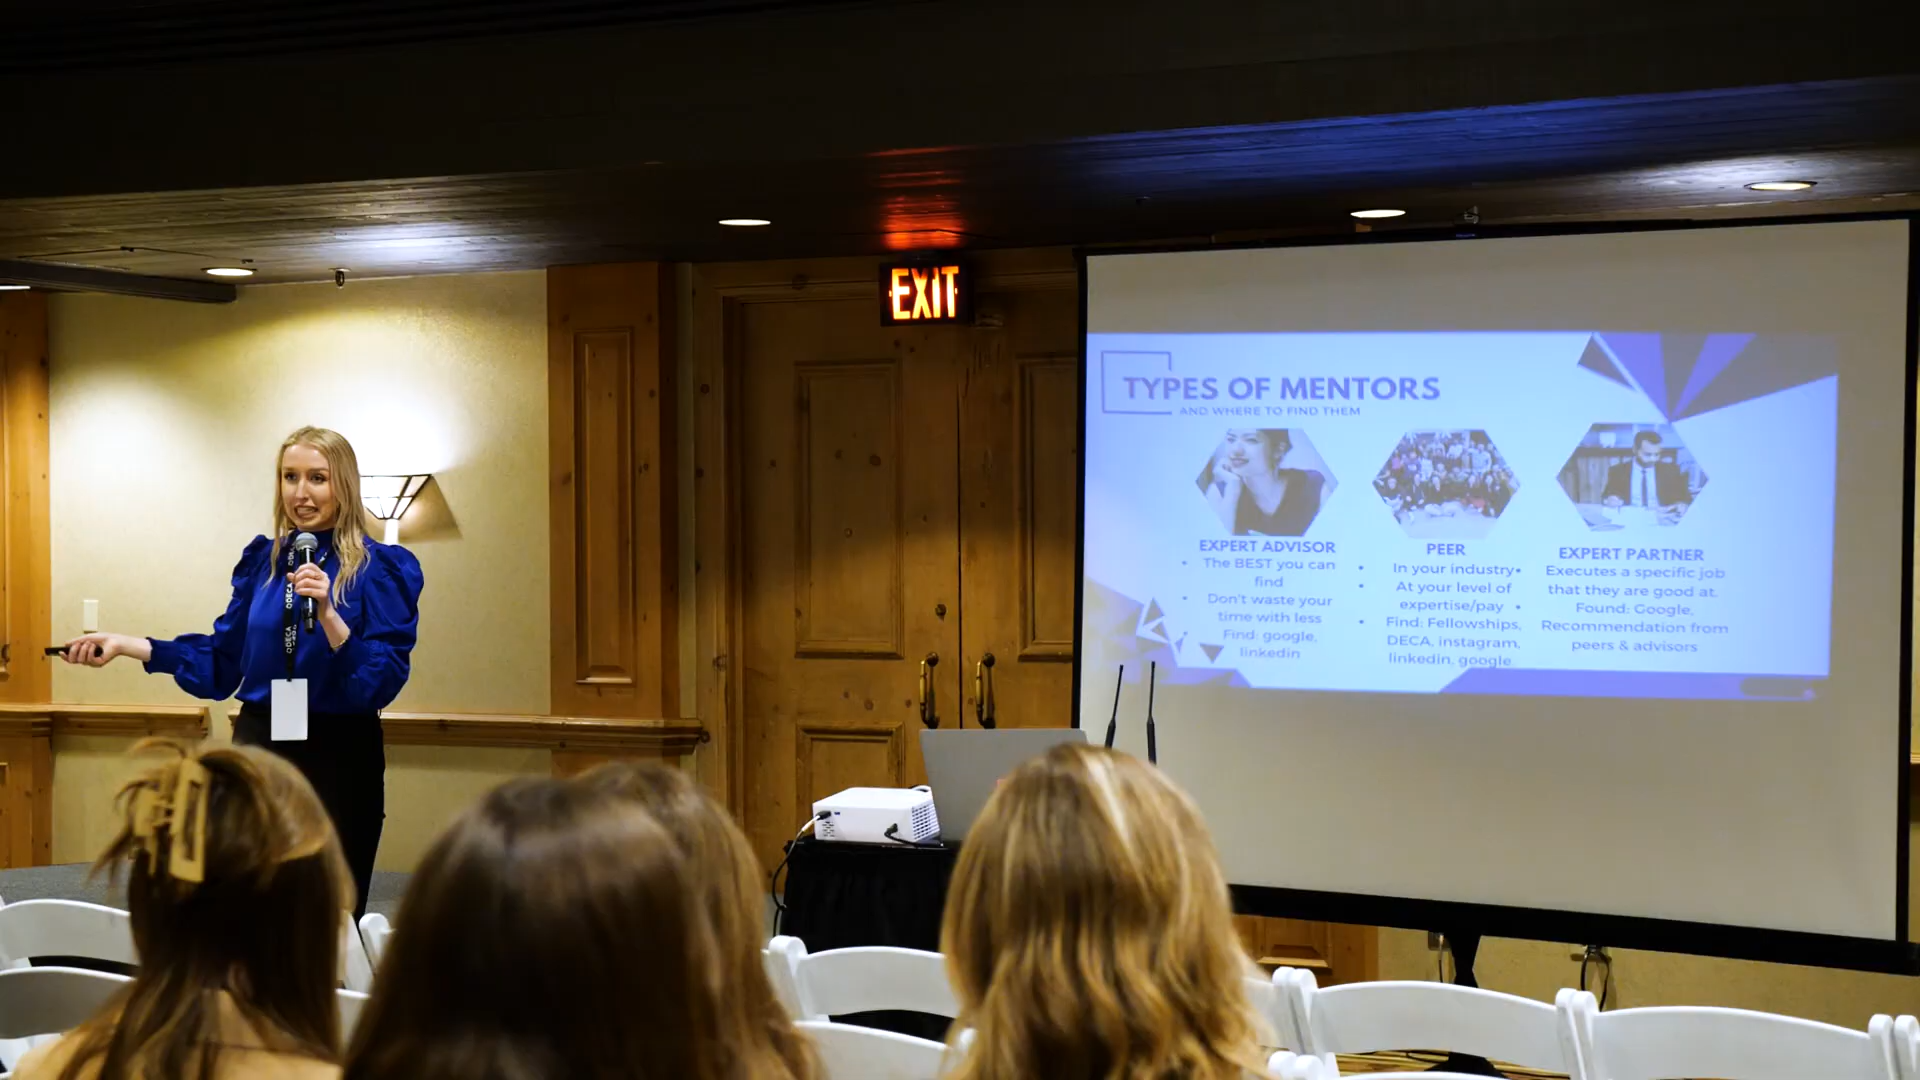 EXIT
TYPES OF MENTORS
AND WHERE TO FIND THEM
EXPERT ADVISOR
• The BEST you can
find
• Don't waste your
time with less
• Find: google,
linkedin
PEER
• In your industry
• At your level of
expertise/pay
• Find: Fellowships,
DECA, instagram,
linkedin, google
EXPERT PARTNER
• Executes a specific job
that they are good at.
• Found: Google,
Recommendation from
peers & advisors
DECA
DECA